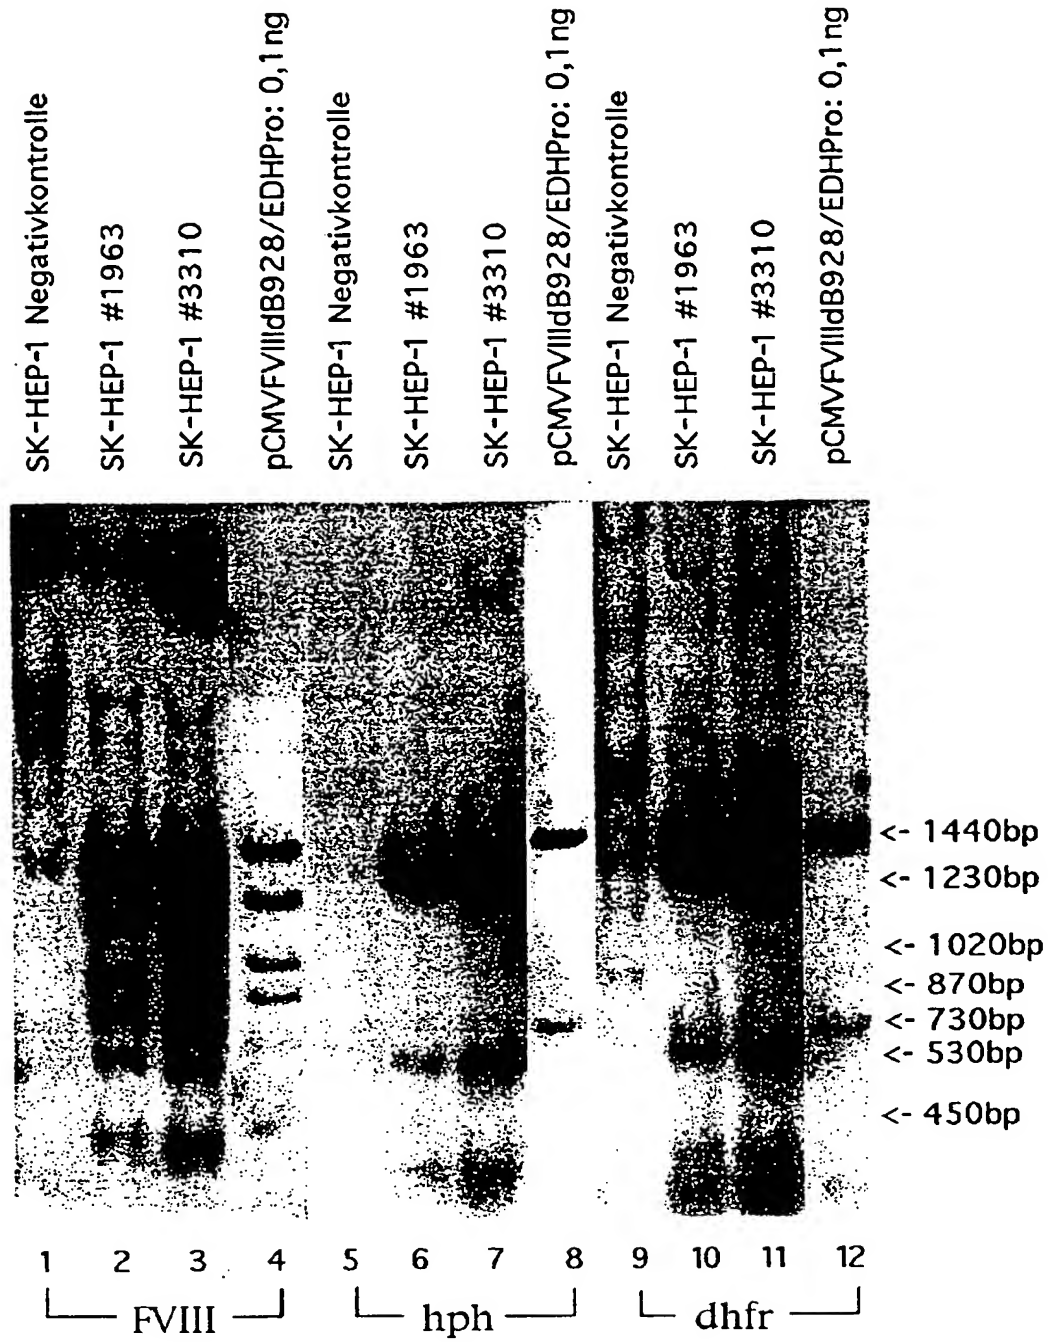 SK-HEP-1 Negativkontrolle
SK-HEP-1 #1963
SK-HEP-1 #3310
pCMVFVIIIdB928/EDHPro: 0,1ng
SK-HEP-1 Negativkontrolle
SK-HEP-1 #1963
SK-HEP-1 #3310
pCMVFVIIIdB928/EDHPro: 0,1ng
SK-HEP-1 Negativkontrolle
SK-HEP-1 #1963
SK-HEP-1 #3310
pCMVFVIIIdB928/EDHPro: 0,1ng
<- 1440bp
<- 1230bp
<- 1020bp
<- 870bp
<- 730bp
<- 530bp
<- 450bp
1 2 3 4 5 6 7 8 9 10 11 12
FVIII hph dhfr